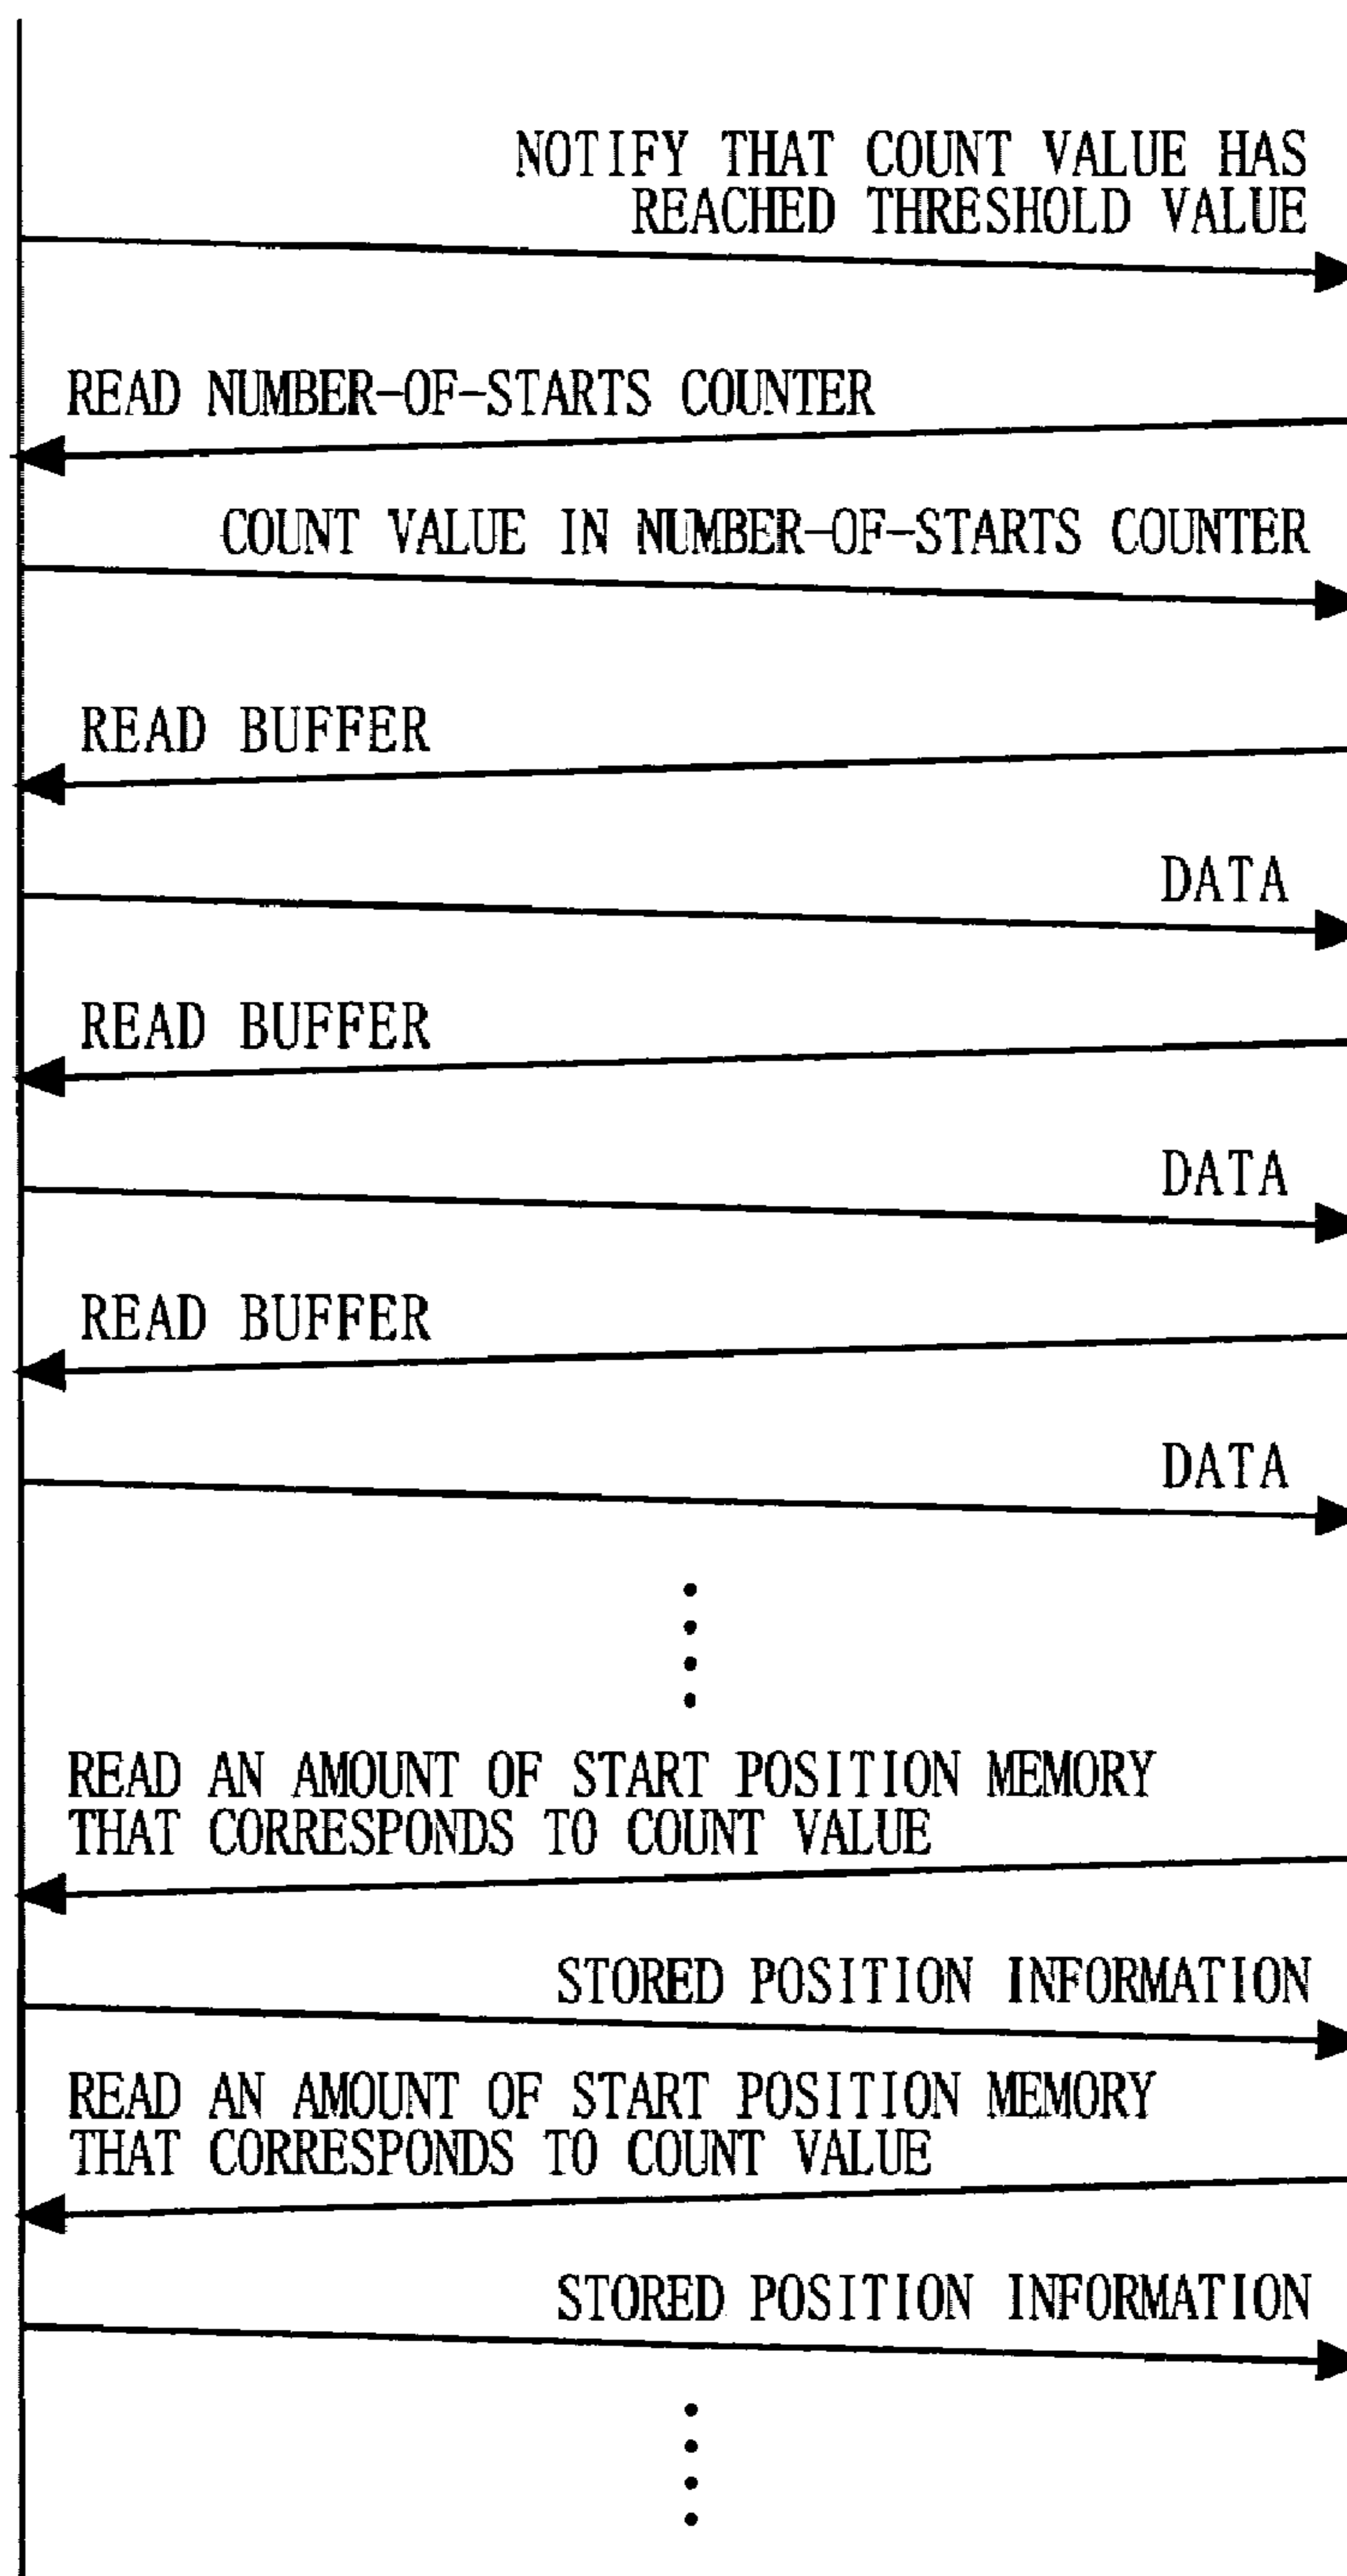 NOTIFY THAT COUNT VALUE HAS
REACHED THRESHOLD VALUE
READ NUMBER-OF-STARTS COUNTER
COUNT VALUE IN NUMBER-OF-STARTS COUNTER
READ BUFFER
DATA
READ BUFFER
DATA
READ BUFFER
DATA
READ AN AMOUNT OF START POSITION MEMORY
THAT CORRESPONDS TO COUNT VALUE
STORED POSITION INFORMATION
READ AN AMOUNT OF START POSITION MEMORY
THAT CORRESPONDS TO COUNT VALUE
STORED POSITION INFORMATION